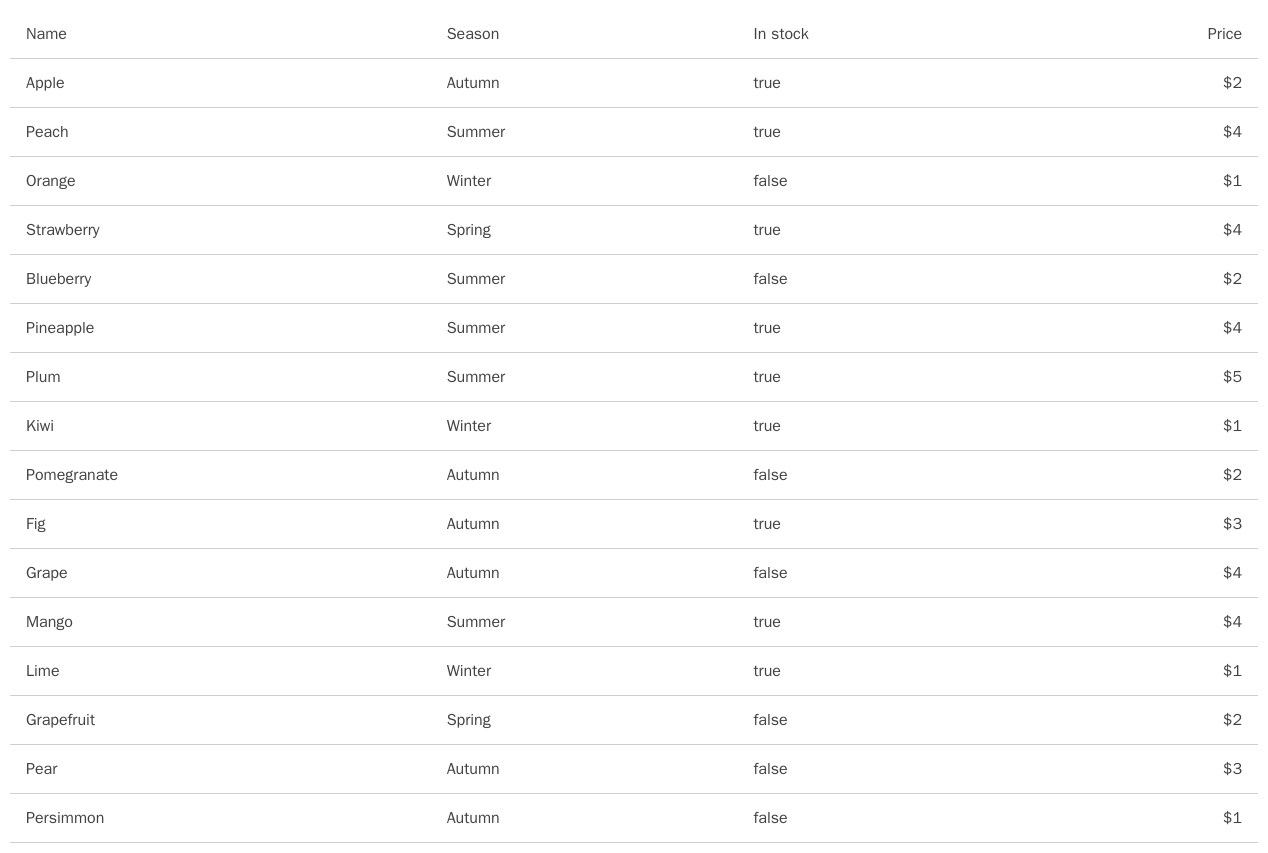 Name Season In stock Price
Apple Autumn true $2
Peach Summer true $4
Orange Winter false $1
Strawberry Spring true $4
Blueberry Summer false $2
Pineapple Summer true $4
Plum Summer true $5
Kiwi Winter true $1
Pomegranate Autumn false $2
Fig Autumn true $3
Grape Autumn false $4
Mango Summer true $4
Lime Winter true $1
Grapefruit Spring false $2
Pear Autumn false $3
Persimmon Autumn false $1